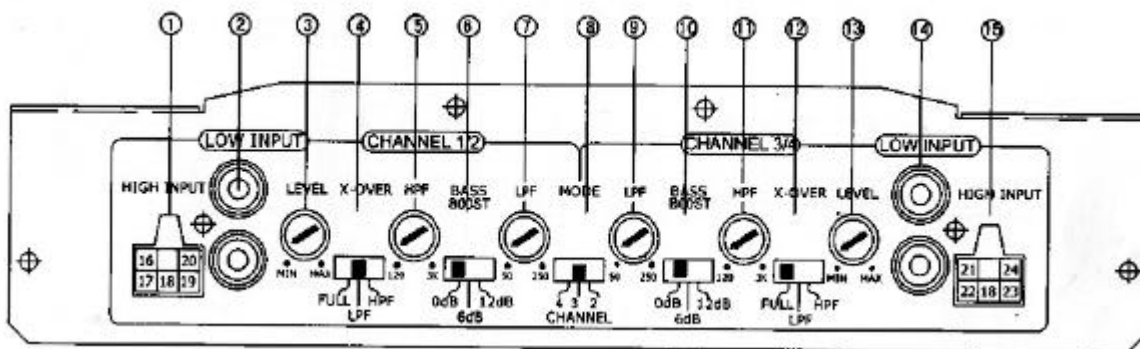 1 2 3 4 5 6 7 8 9 10 11 12 13 14 15
LOW INPUT CHANNEL 1/2 CHANNEL 3/4 LOW INPUT
HIGH INPUT LEVEL X-OVER HPF BASS 800ST LPF MODE LPF BASS 800ST HPF X-OVER LEVEL HIGH INPUT
16 20 21 24
17 18 19 22 18 23
MIN MAX 120 3K 50 250 50 250 120 3K MIN MAX
FULL HPF 0dB 12dB 4 3 2 0dB 12dB FULL HPF
LPF 6dB CHANNEL 6dB LPF